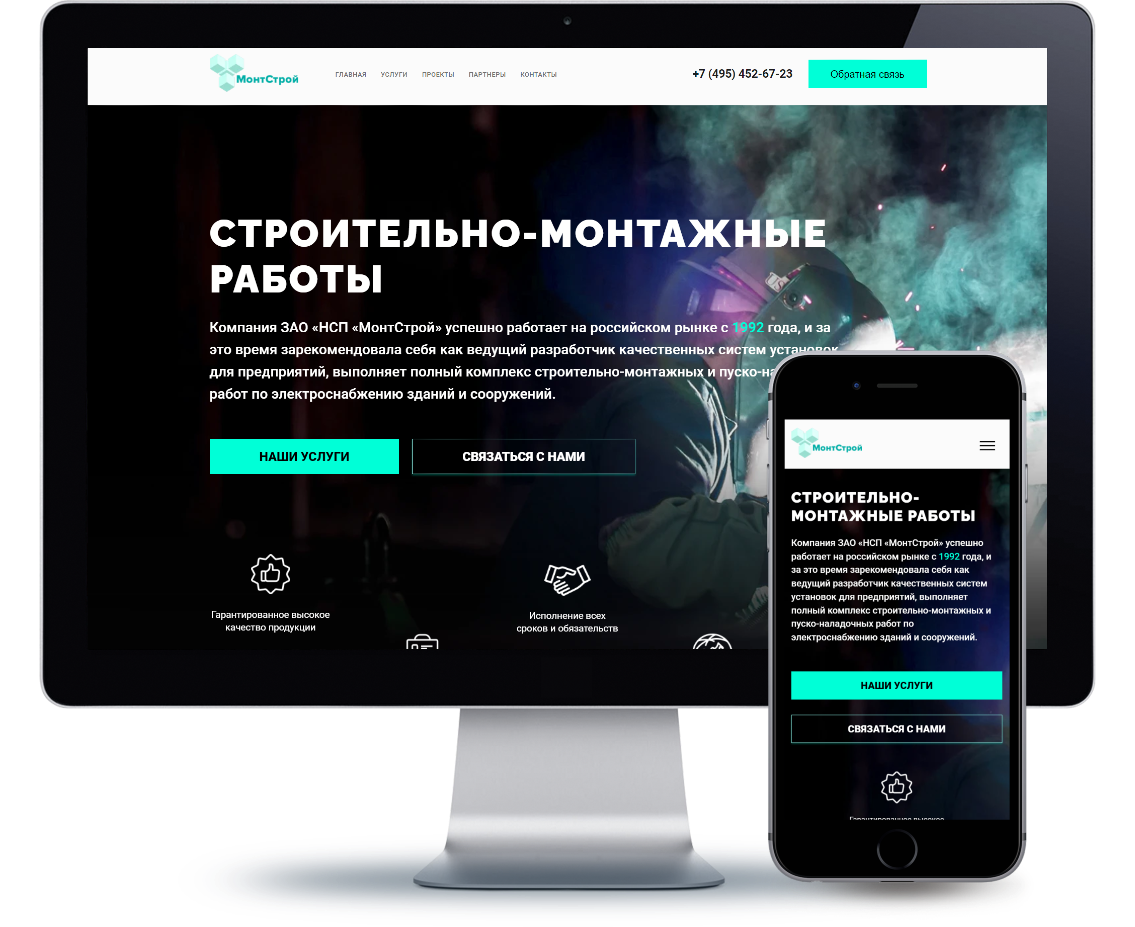 МонтСтрой
ГЛАВНАЯ УСЛУГИ ПРОЕКТЫ ПАРТНЕРЫ КОНТАКТЫ
+7 (495) 452-67-23
Обратная связь
СТРОИТЕЛЬНО-МОНТАЖНЫЕ
РАБОТЫ
Компания ЗАО «НСП «МонтСтрой» успешно работает на российском рынке с 1992 года, и за
это время зарекомендовала себя как ведущий разработчик качественных систем установок
для предприятий, выполняет полный комплекс строительно-монтажных и пуско-на
работ по электроснабжению зданий и сооружений.
НАШИ УСЛУГИ
СВЯЗАТЬСЯ С НАМИ
Гарантированное высокое
качество продукции
Исполнение всех
сроков и обязательств
МонтСтрой
СТРОИТЕЛЬНО-
МОНТАЖНЫЕ РАБОТЫ
Компания ЗАО «НСП «МонтСтрой» успешно
работает на российском рынке с 1992 года, и
за это время зарекомендовала себя как
ведущий разработчик качественных систем
установок для предприятий, выполняет
полный комплекс строительно-монтажных и
пуско-наладочных работ по
электроснабжению зданий и сооружений.
НАШИ УСЛУГИ
СВЯЗАТЬСЯ С НАМИ
Гарантированное высокое